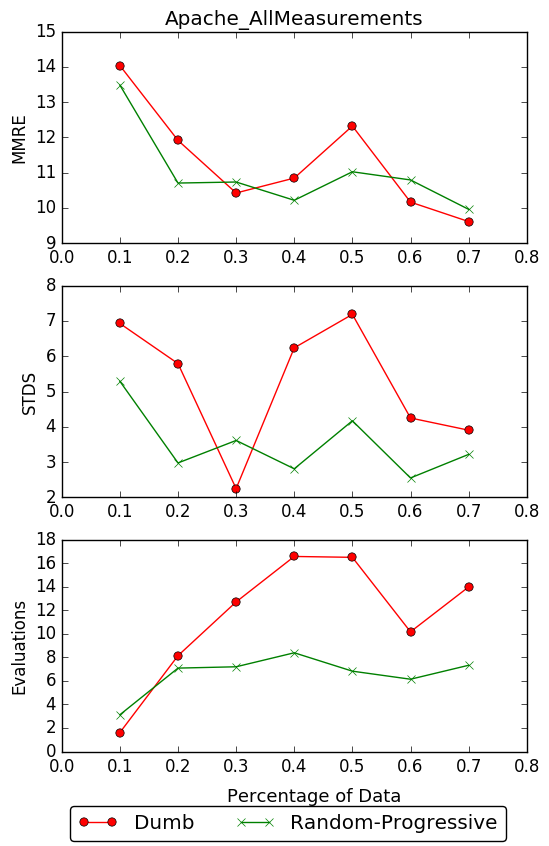 Apache_AllMeasurements
15
14
13
12
11
10
9
MMRE
0.0 0.1 0.2 0.3 0.4 0.5 0.6 0.7 0.8
8
7
6
5
4
3
2
STDS
0.0 0.1 0.2 0.3 0.4 0.5 0.6 0.7 0.8
18
16
14
12
10
8
6
4
2
0
Evaluations
0.0 0.1 0.2 0.3 0.4 0.5 0.6 0.7 0.8
Percentage of Data
Dumb Random-Progressive